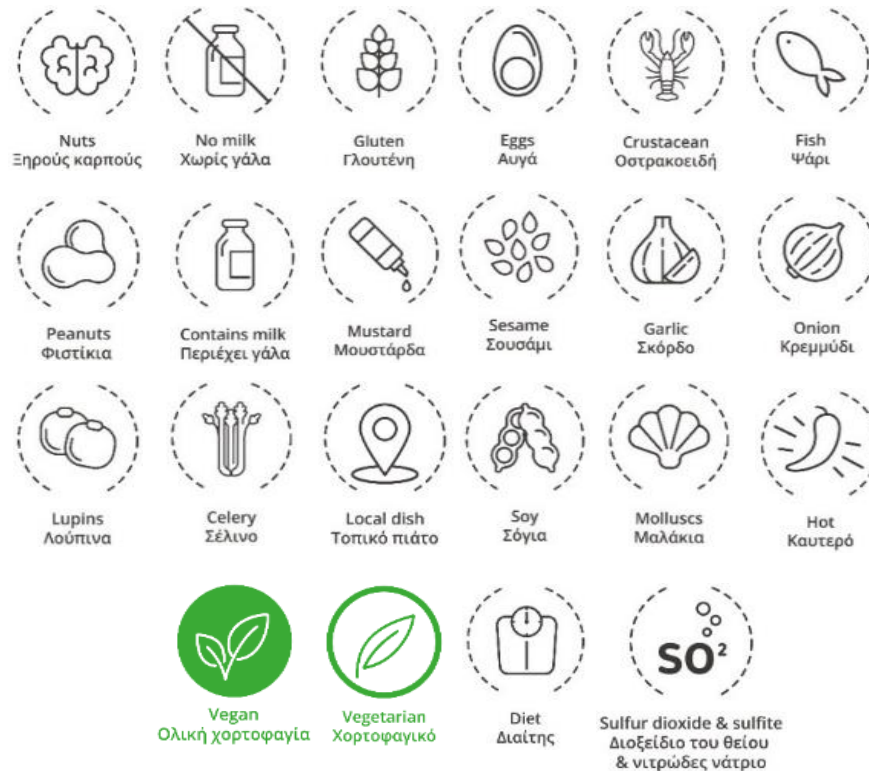 Nuts
Ξηρούς καρπούς
No milk
Χωρίς γάλα
Gluten
Γλουτένη
Eggs
Αυγά
Crustacean
Οστρακοειδή
Fish
Ψάρι
Peanuts
Φιστίκια
Contains milk
Περιέχει γάλα
Mustard
Μουστάρδα
Sesame
Σουσάμι
Garlic
Σκόρδο
Onion
Κρεμμύδι
Lupins
Λούπινα
Celery
Σέλινο
Local dish
Τοπικό πιάτο
Soy
Σόγια
Molluscs
Μαλάκια
Hot
Καυτερό
Vegan
Ολική χορτοφαγία
Vegetarian
Χορτοφαγικό
Diet
Διαίτης
SO²
Sulfur dioxide & sulfite
Διοξείδιο του θείου
& νιτρώδες νάτριο